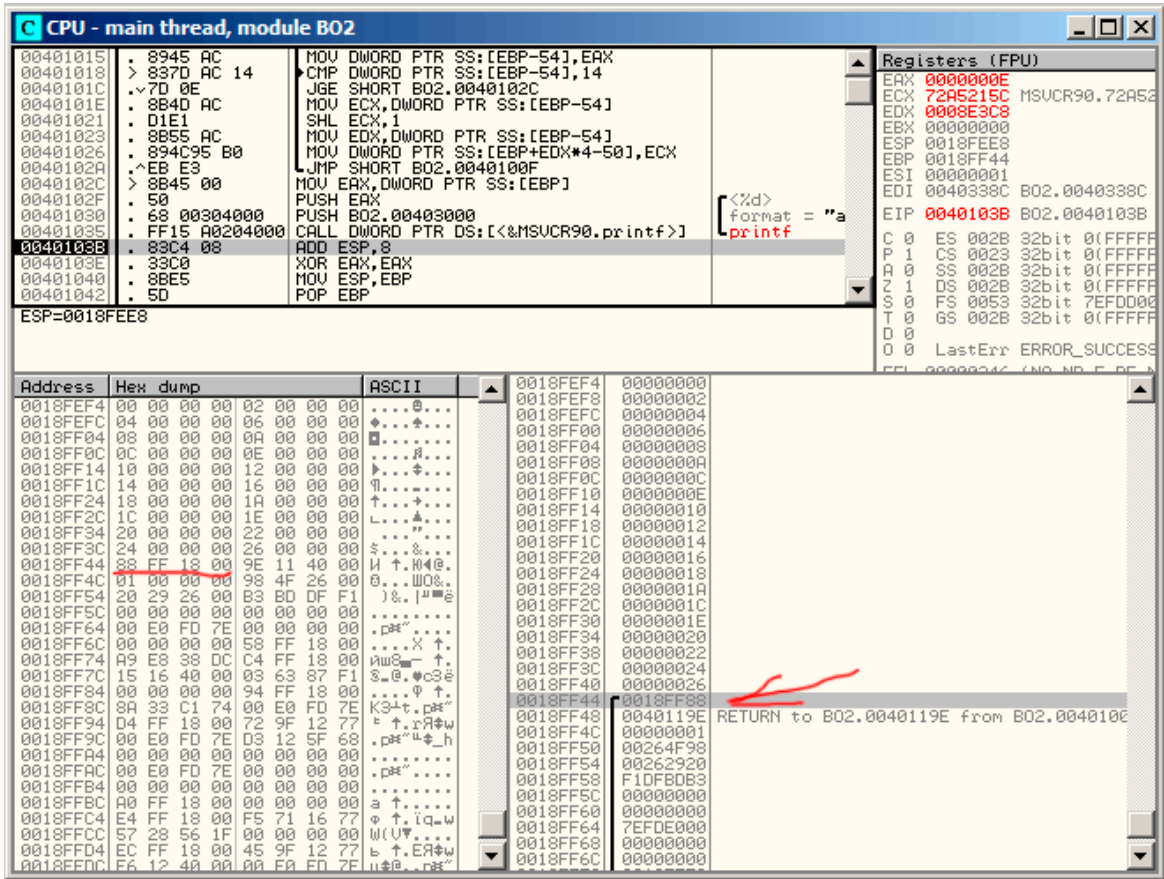 C CPU - main thread, module BO2
00401015 . 8945 AC MOV DWORD PTR SS:[EBP-54],EAX
00401018 > 837D AC 14 CMP DWORD PTR SS:[EBP-54],14
0040101C .v7D 0E JGE SHORT BO2.0040102C
0040101E . 8B4D AC MOV ECX,DWORD PTR SS:[EBP-54]
00401021 . D1E1 SHL ECX,1
00401023 . 8B55 AC MOV EDX,DWORD PTR SS:[EBP-54]
00401026 . 894C95 B0 MOV DWORD PTR SS:[EBP+EDX*4-50],ECX
0040102A .^EB E3 JMP SHORT BO2.0040100F
0040102C > 8B45 00 MOV EAX,DWORD PTR SS:[EBP]
0040102F . 50 PUSH EAX <%d>
00401030 . 68 00304000 PUSH BO2.00403000 format = "a
00401035 . FF15 A0204000 CALL DWORD PTR DS:[<&MSVCR90.printf>] printf
0040103B . 83C4 08 ADD ESP,8
0040103E . 33C0 XOR EAX,EAX
00401040 . 8BE5 MOV ESP,EBP
00401042 . 5D POP EBP
ESP=0018FEE8
Registers (FPU)
EAX 0000000E
ECX 72A5215C MSVCR90.72A52
EDX 0008E3C8
EBX 00000000
ESP 0018FEE8
EBP 0018FF44
ESI 00000001
EDI 0040338C BO2.0040338C
EIP 0040103B BO2.0040103B
C 0 ES 002B 32bit 0(FFFFF
P 1 CS 0023 32bit 0(FFFFF
A 0 SS 002B 32bit 0(FFFFF
Z 1 DS 002B 32bit 0(FFFFF
S 0 FS 0053 32bit 7EFDD00
T 0 GS 002B 32bit 0(FFFFF
D 0
O 0 LastErr ERROR_SUCCESS
Address Hex dump ASCII
0018FEF4 00 00 00 00 02 00 00 00
0018FEFC 04 00 00 00 06 00 00 00
0018FF04 08 00 00 00 0A 00 00 00
0018FF0C 0C 00 00 00 0E 00 00 00
0018FF14 10 00 00 00 12 00 00 00
0018FF1C 14 00 00 00 16 00 00 00
0018FF24 18 00 00 00 1A 00 00 00
0018FF2C 1C 00 00 00 1E 00 00 00
0018FF34 20 00 00 00 22 00 00 00
0018FF3C 24 00 00 00 26 00 00 00
0018FF44 88 FF 18 00 9E 11 40 00
0018FF4C 01 00 00 00 98 4F 26 00
0018FF54 20 29 26 00 B3 BD DF F1
0018FF5C 00 00 00 00 00 00 00 00
0018FF64 00 E0 FD 7E 00 00 00 00
0018FF6C 00 00 00 00 58 FF 18 00
0018FF74 A9 E8 38 DC C4 FF 18 00
0018FF7C 15 16 40 00 03 63 87 F1
0018FF84 00 00 00 00 94 FF 18 00
0018FF8C 8A 33 C1 74 00 E0 FD 7E
0018FF94 D4 FF 18 00 72 9F 12 77
0018FF9C 00 E0 FD 7E D3 12 5F 68
0018FFA4 00 00 00 00 00 00 00 00
0018FFAC 00 E0 FD 7E 00 00 00 00
0018FFB4 00 00 00 00 00 00 00 00
0018FFBC A0 FF 18 00 00 00 00 00
0018FFC4 E4 FF 18 00 F5 71 16 77
0018FFCC 57 28 56 1F 00 00 00 00
0018FFD4 EC FF 18 00 45 9F 12 77
0018FEF4 00000000
0018FEF8 00000002
0018FEFC 00000004
0018FF00 00000006
0018FF04 00000008
0018FF08 0000000A
0018FF0C 0000000C
0018FF10 0000000E
0018FF14 00000010
0018FF18 00000012
0018FF1C 00000014
0018FF20 00000016
0018FF24 00000018
0018FF28 0000001A
0018FF2C 0000001C
0018FF30 0000001E
0018FF34 00000020
0018FF38 00000022
0018FF3C 00000024
0018FF40 00000026
0018FF44 0018FF88
0018FF48 0040119E RETURN to BO2.0040119E from BO2.0040100
0018FF4C 00000001
0018FF50 00264F98
0018FF54 00262920
0018FF58 F1DFBDB3
0018FF5C 00000000
0018FF60 00000000
0018FF64 7EFDE000
0018FF68 00000000
0018FF6C 00000000